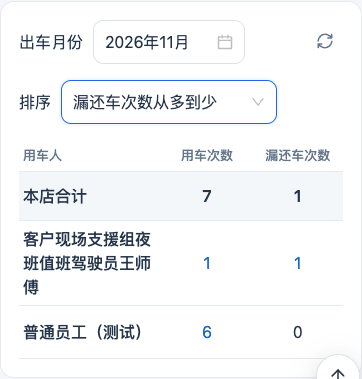 出车月份 2026年11月
排序 漏还车次数从多到少
用车人 用车次数 漏还车次数
本店合计 7 1
客户现场支援组夜
班值班驾驶员王师 1 1
傅
普通员工（测试） 6 0